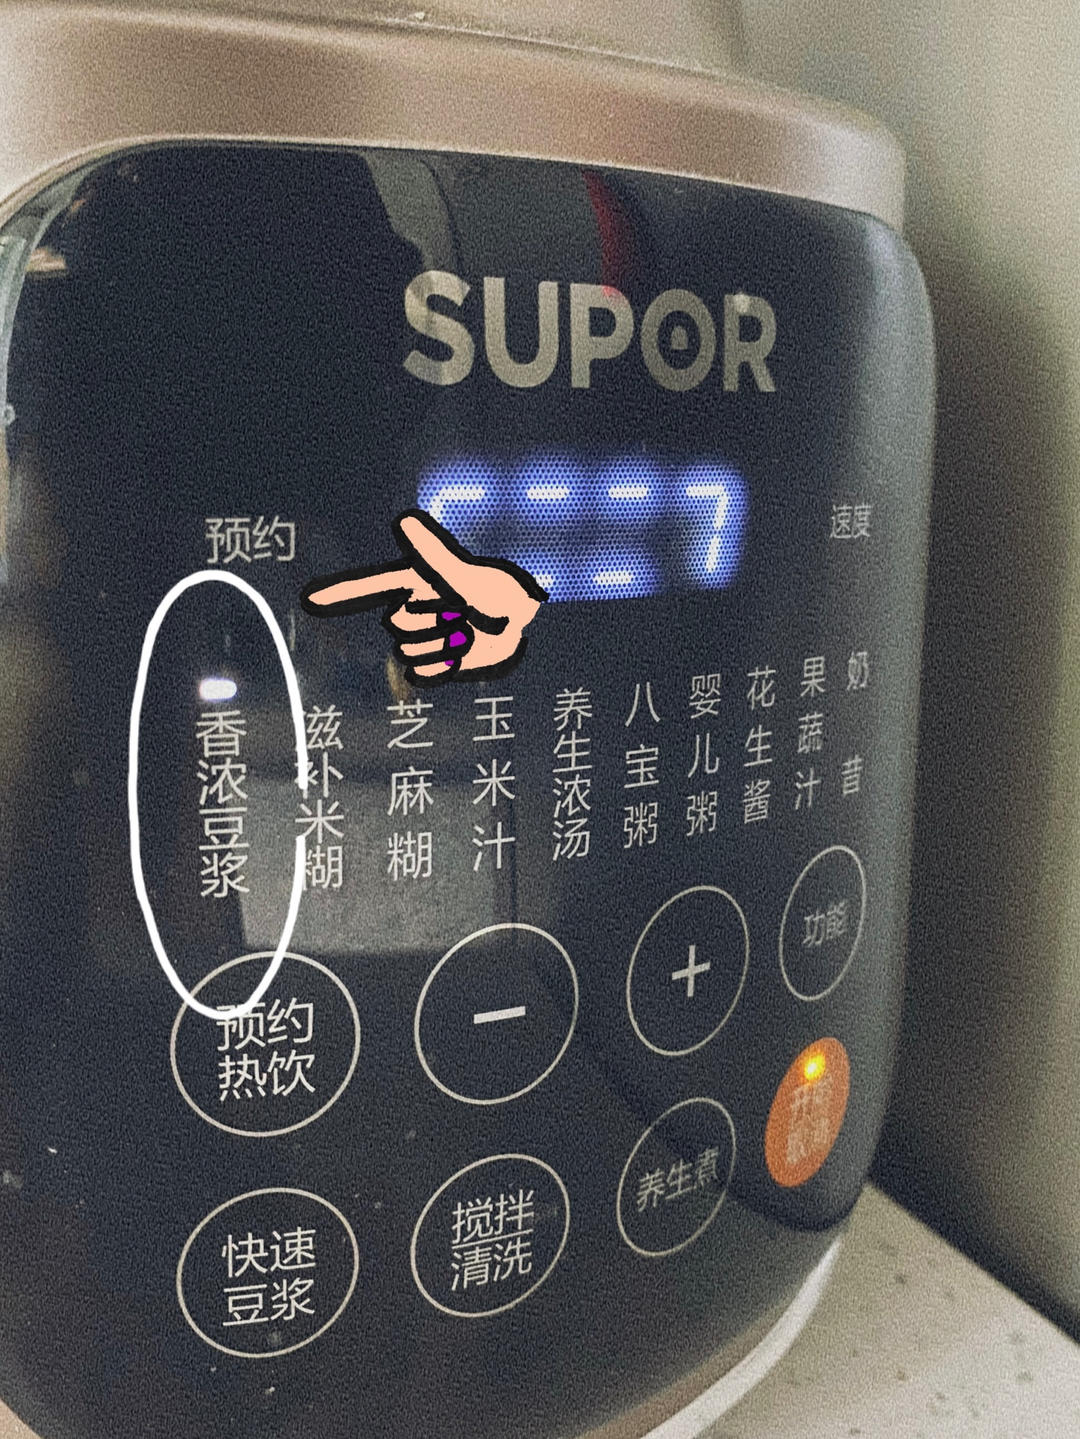 SUPOR
预约
速度
香浓豆浆
滋补米糊
芝麻糊
玉米汁
养生浓汤
八宝粥
婴儿粥
花生酱
果蔬汁
奶昔
预约
热饮
−
+
功能
快速
豆浆
搅拌
清洗
养生煮